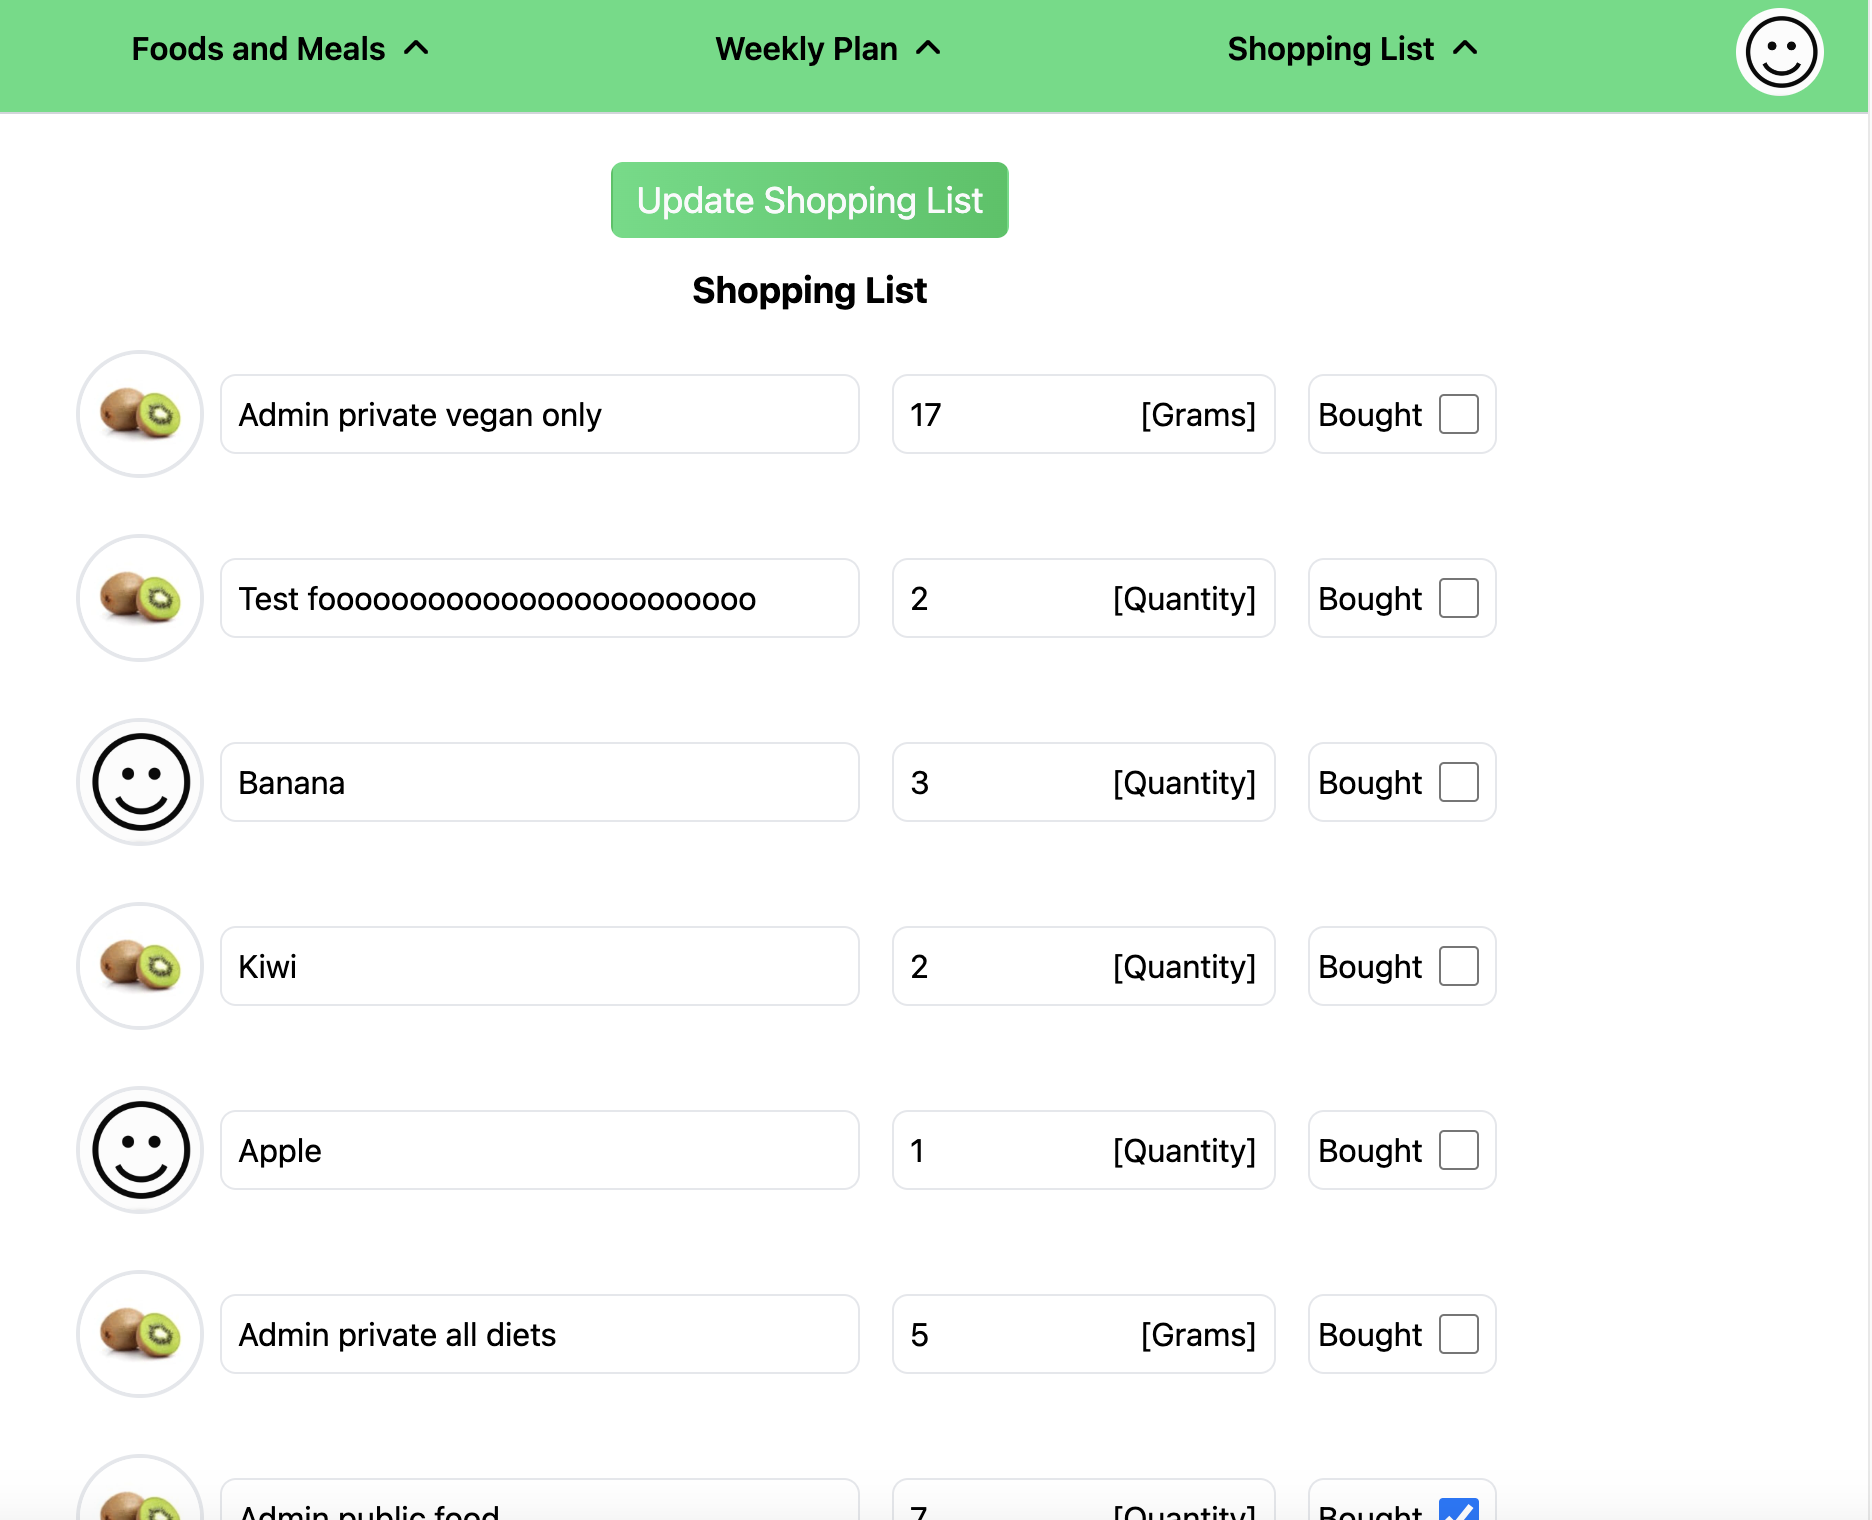 Foods and Meals Weekly Plan Shopping List
Update Shopping List
Shopping List
Admin private vegan only 17 [Grams] Bought
Test foooooooooooooooooooooooo 2 [Quantity] Bought
Banana 3 [Quantity] Bought
Kiwi 2 [Quantity] Bought
Apple 1 [Quantity] Bought
Admin private all diets 5 [Grams] Bought
Admin public food 7 [Quantity] Bought